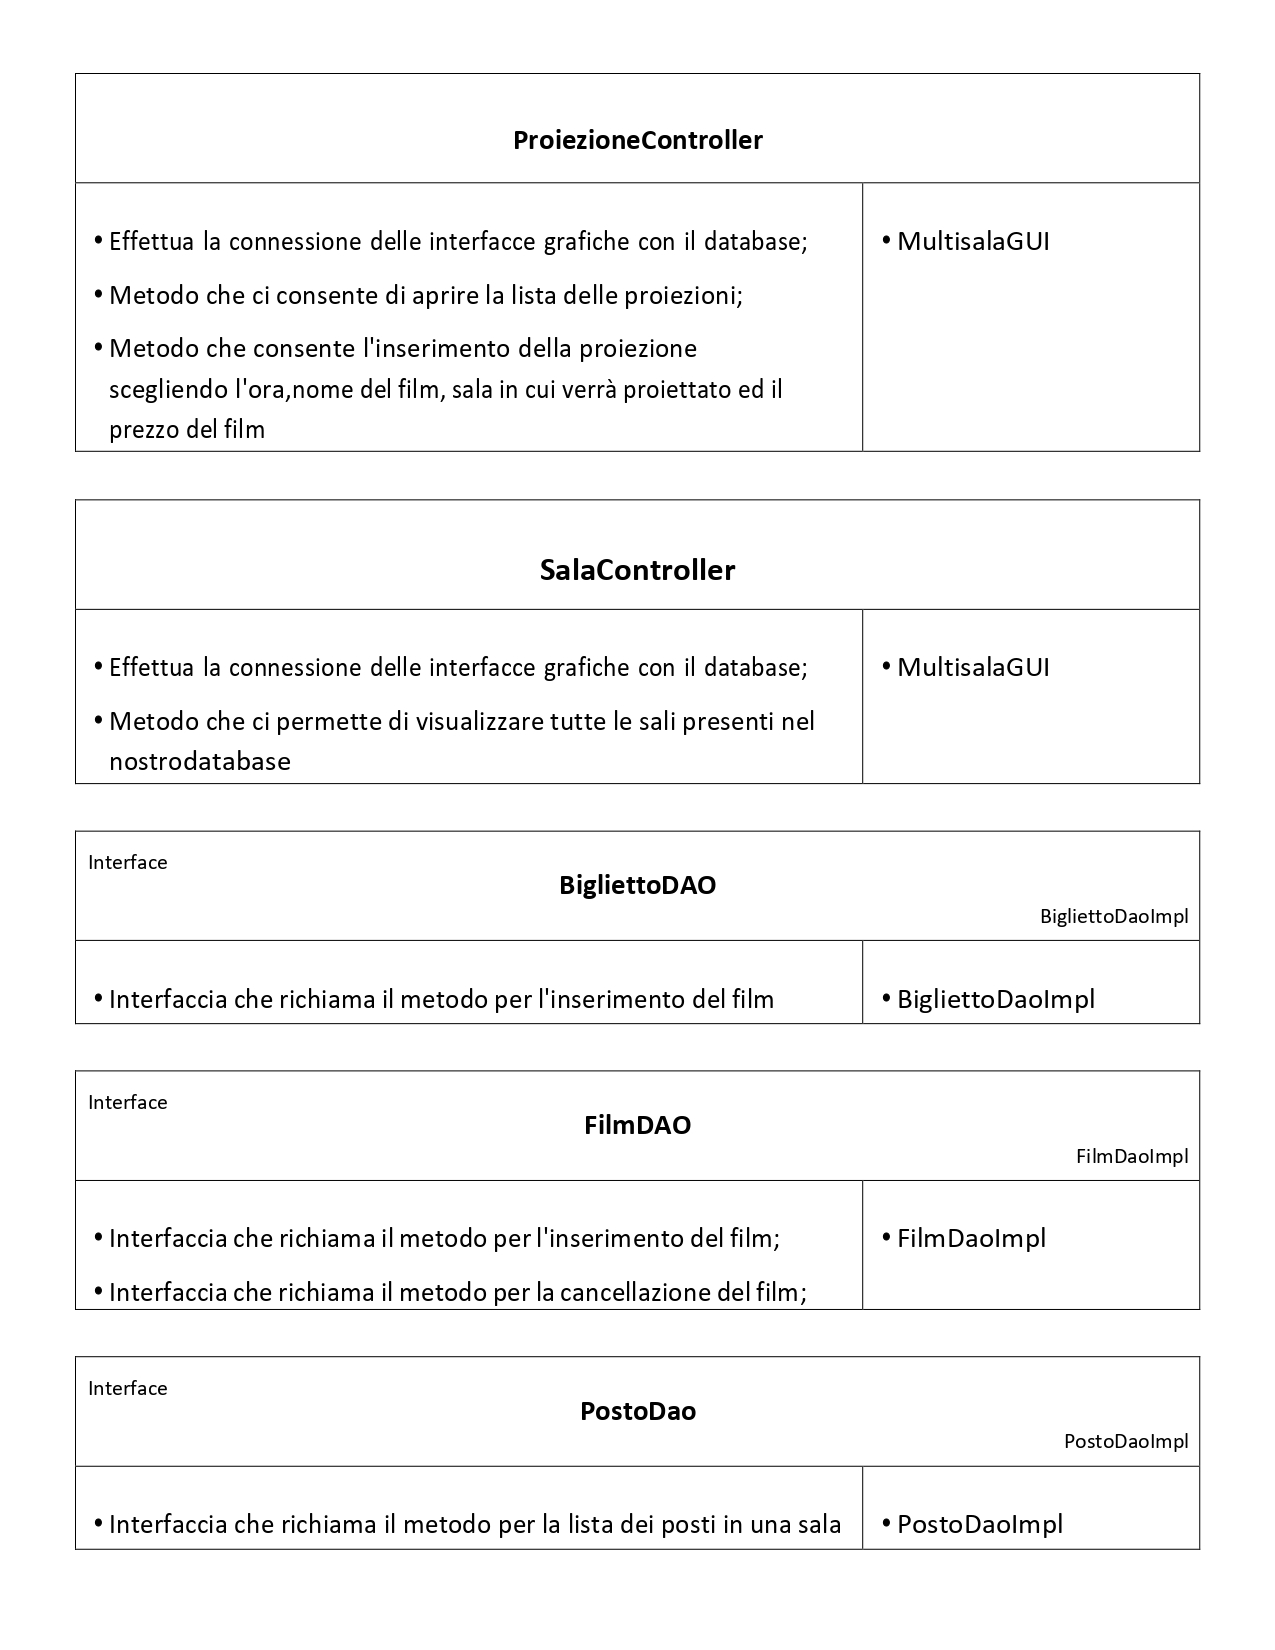 ProiezioneController
• Effettua la connessione delle interfacce grafiche con il database;
• MultisalaGUI
• Metodo che ci consente di aprire la lista delle proiezioni;
• Metodo che consente l'inserimento della proiezione
scegliendo l'ora,nome del film, sala in cui verrà proiettato ed il
prezzo del film
SalaController
• Effettua la connessione delle interfacce grafiche con il database;
• MultisalaGUI
• Metodo che ci permette di visualizzare tutte le sali presenti nel
nostrodatabase
Interface
BigliettoDAO
BigliettoDaoImpl
• Interfaccia che richiama il metodo per l'inserimento del film
• BigliettoDaoImpl
Interface
FilmDAO
FilmDaoImpl
• Interfaccia che richiama il metodo per l'inserimento del film;
• FilmDaoImpl
• Interfaccia che richiama il metodo per la cancellazione del film;
Interface
PostoDao
PostoDaoImpl
• Interfaccia che richiama il metodo per la lista dei posti in una sala
• PostoDaoImpl